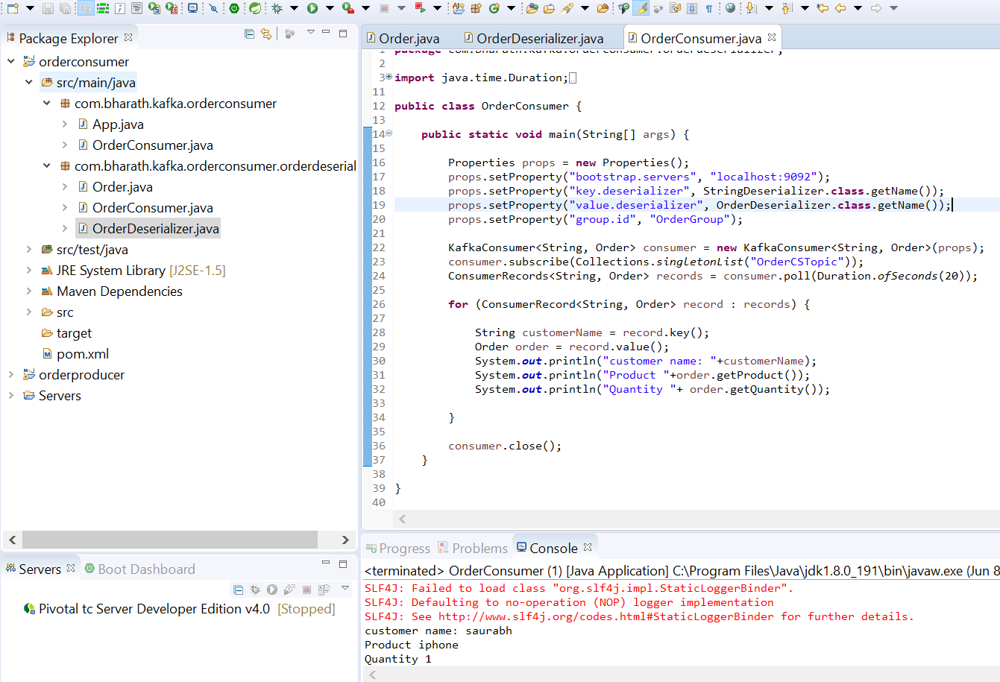 Package Explorer
orderconsumer
src/main/java
com.bharath.kafka.orderconsumer
App.java
OrderConsumer.java
com.bharath.kafka.orderconsumer.orderdeserial
Order.java
OrderConsumer.java
OrderDeserializer.java
src/test/java
JRE System Library [J2SE-1.5]
Maven Dependencies
src
target
pom.xml
orderproducer
Servers
Servers
Boot Dashboard
Pivotal tc Server Developer Edition v4.0 [Stopped]
Order.java
OrderDeserializer.java
OrderConsumer.java
1 package com.bharath.kafka.orderconsumer.orderdeserializer;
2
3 import java.time.Duration;
11
12 public class OrderConsumer {
13
14 public static void main(String[] args) {
15
16 Properties props = new Properties();
17 props.setProperty("bootstrap.servers", "localhost:9092");
18 props.setProperty("key.deserializer", StringDeserializer.class.getName());
19 props.setProperty("value.deserializer", OrderDeserializer.class.getName());
20 props.setProperty("group.id", "OrderGroup");
21
22 KafkaConsumer<String, Order> consumer = new KafkaConsumer<String, Order>(props);
23 consumer.subscribe(Collections.singletonList("OrderCSTopic"));
24 ConsumerRecords<String, Order> records = consumer.poll(Duration.ofSeconds(20));
25
26 for (ConsumerRecord<String, Order> record : records) {
27
28 String customerName = record.key();
29 Order order = record.value();
30 System.out.println("customer name: "+customerName);
31 System.out.println("Product "+order.getProduct());
32 System.out.println("Quantity "+ order.getQuantity());
33
34 }
35
36 consumer.close();
37 }
38
39 }
40
Progress
Problems
Console
<terminated> OrderConsumer (1) [Java Application] C:\Program Files\Java\jdk1.8.0_191\bin\javaw.exe (Jun 8
SLF4J: Failed to load class "org.slf4j.impl.StaticLoggerBinder".
SLF4J: Defaulting to no-operation (NOP) logger implementation
SLF4J: See http://www.slf4j.org/codes.html#StaticLoggerBinder for further details.
customer name: saurabh
Product iphone
Quantity 1